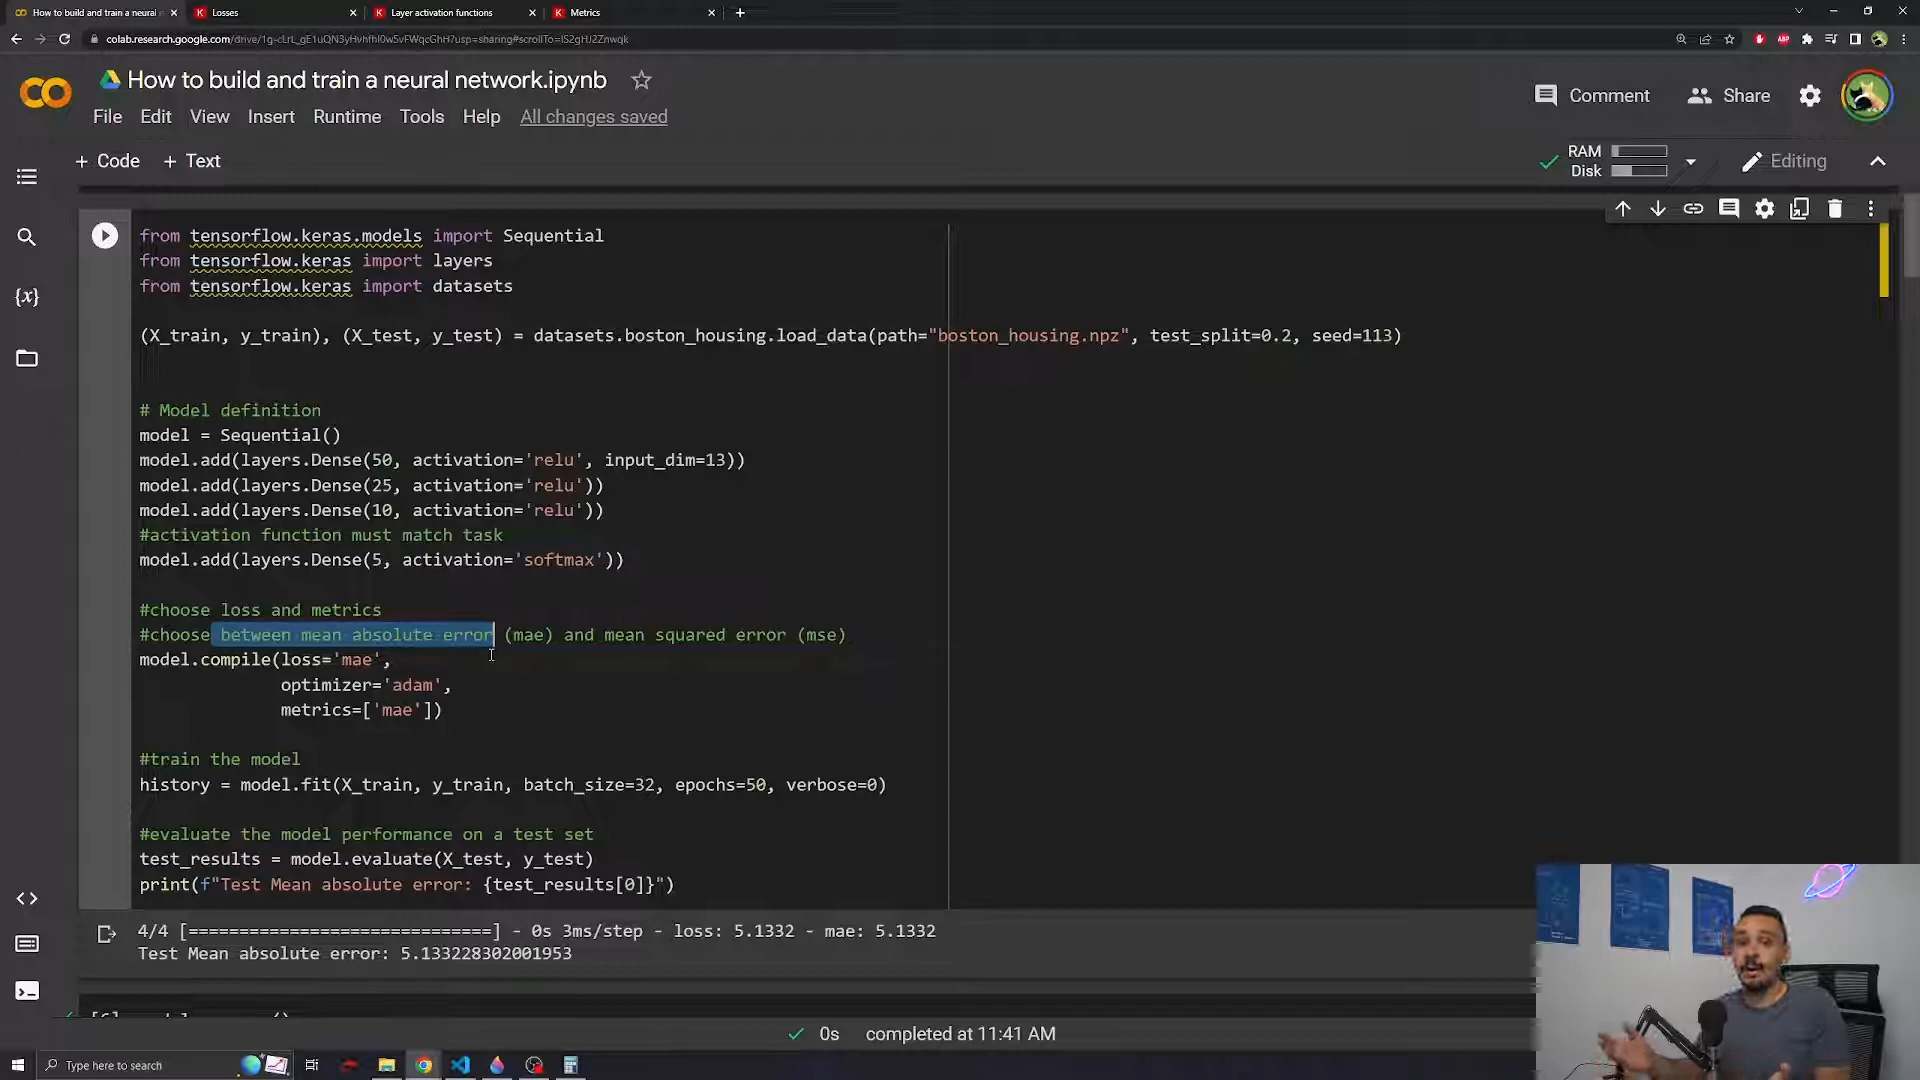 How to build and train a neural n
Losses
Layer activation functions
Metrics
colab.research.google.com/drive/1g-cLrL_gE1uQN3yHvhfhI0w5vFWqcGhH?usp=sharing#scrollTo=lS2gHJ2Znwqk
How to build and train a neural network.ipynb
Comment
Share
File Edit View Insert Runtime Tools Help All changes saved
+ Code + Text
RAM
Disk
Editing
from tensorflow.keras.models import Sequential
from tensorflow.keras import layers
from tensorflow.keras import datasets
(X_train, y_train), (X_test, y_test) = datasets.boston_housing.load_data(path="boston_housing.npz", test_split=0.2, seed=113)
# Model definition
model = Sequential()
model.add(layers.Dense(50, activation='relu', input_dim=13))
model.add(layers.Dense(25, activation='relu'))
model.add(layers.Dense(10, activation='relu'))
#activation function must match task
model.add(layers.Dense(5, activation='softmax'))
#choose loss and metrics
#choose between mean absolute error (mae) and mean squared error (mse)
model.compile(loss='mae',
optimizer='adam',
metrics=['mae'])
#train the model
history = model.fit(X_train, y_train, batch_size=32, epochs=50, verbose=0)
#evaluate the model performance on a test set
test_results = model.evaluate(X_test, y_test)
print(f"Test Mean absolute error: {test_results[0]}")
4/4 [==============================] - 0s 3ms/step - loss: 5.1332 - mae: 5.1332
Test Mean absolute error: 5.133228302001953
0s completed at 11:41 AM
Type here to search